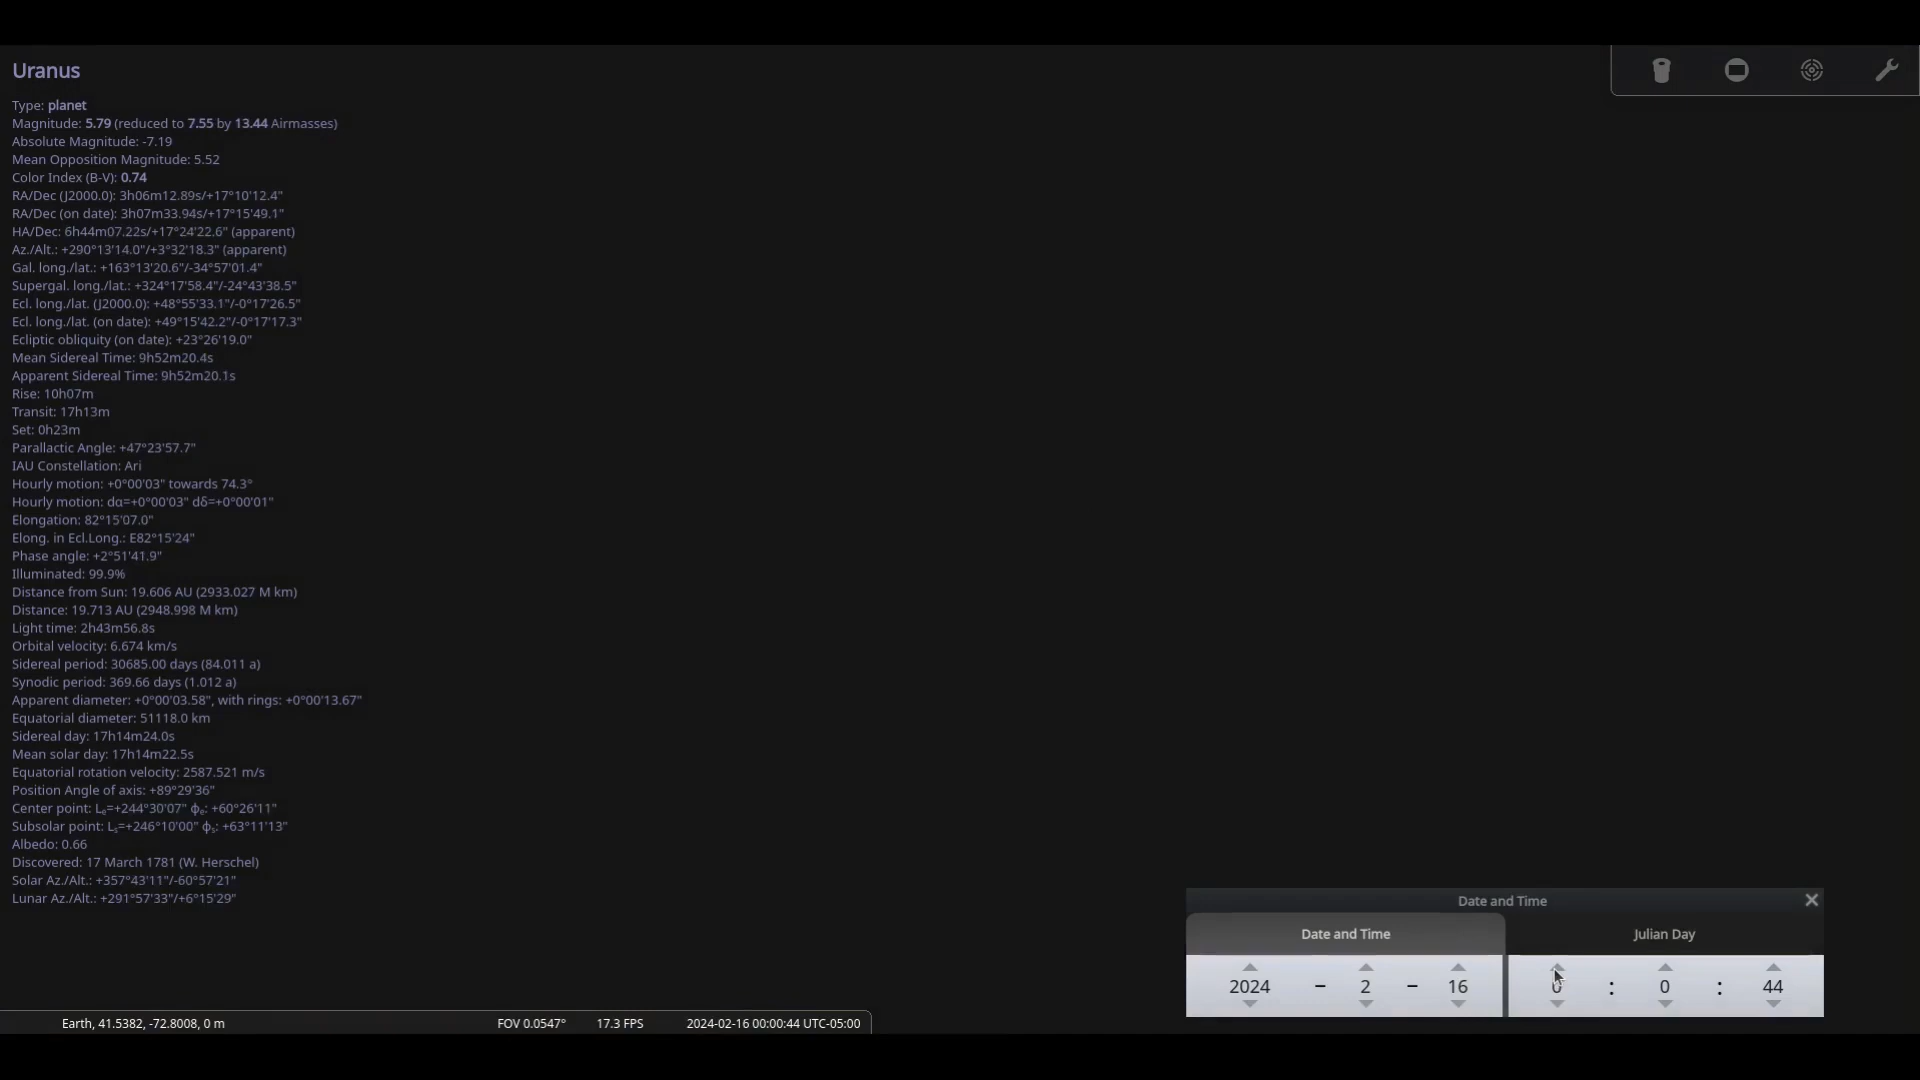 Uranus
Type: planet
Magnitude: 5.79 (reduced to 7.55 by 13.44 Airmasses)
Absolute Magnitude: -7.19
Mean Opposition Magnitude: 5.52
Color Index (B-V): 0.74
RA/Dec (J2000.0): 3h06m12.89s/+17°10'12.4"
RA/Dec (on date): 3h07m33.94s/+17°15'49.1"
HA/Dec: 6h44m07.22s/+17°24'22.6" (apparent)
Az./Alt.: +290°13'14.0"/+3°32'18.3" (apparent)
Gal. long./lat.: +163°13'20.6"/-34°57'01.4"
Supergal. long./lat.: +324°17'58.4"/-24°43'38.5"
Ecl. long./lat. (J2000.0): +48°55'33.1"/-0°17'26.5"
Ecl. long./lat. (on date): +49°15'42.2"/-0°17'17.3"
Ecliptic obliquity (on date): +23°26'19.0"
Mean Sidereal Time: 9h52m20.4s
Apparent Sidereal Time: 9h52m20.1s
Rise: 10h07m
Transit: 17h13m
Set: 0h23m
Parallactic Angle: +47°23'57.7"
IAU Constellation: Ari
Hourly motion: +0°00'03" towards 74.3°
Hourly motion: dα=+0°00'03" dδ=+0°00'01"
Elongation: 82°15'07.0"
Elong. in Ecl.Long.: E82°15'24"
Phase angle: +2°51'41.9"
Illuminated: 99.9%
Distance from Sun: 19.606 AU (2933.027 M km)
Distance: 19.713 AU (2948.998 M km)
Light time: 2h43m56.8s
Orbital velocity: 6.674 km/s
Sidereal period: 30685.00 days (84.011 a)
Synodic period: 369.66 days (1.012 a)
Apparent diameter: +0°00'03.58", with rings: +0°00'13.67"
Equatorial diameter: 51118.0 km
Sidereal day: 17h14m24.0s
Mean solar day: 17h14m22.5s
Equatorial rotation velocity: 2587.521 m/s
Position Angle of axis: +89°29'36"
Center point: Lₑ=+244°30'07" φₑ: +60°26'11"
Subsolar point: Lₛ=+246°10'00" φₛ: +63°11'13"
Albedo: 0.66
Discovered: 17 March 1781 (W. Herschel)
Solar Az./Alt.: +357°43'11"/-60°57'21"
Lunar Az./Alt.: +291°57'33"/+6°15'29"
Date and Time
Date and Time Julian Day
2024 - 2 - 16 0 : 0 : 44
Earth, 41.5382, -72.8008, 0 m FOV 0.0547° 17.3 FPS 2024-02-16 00:00:44 UTC-05:00